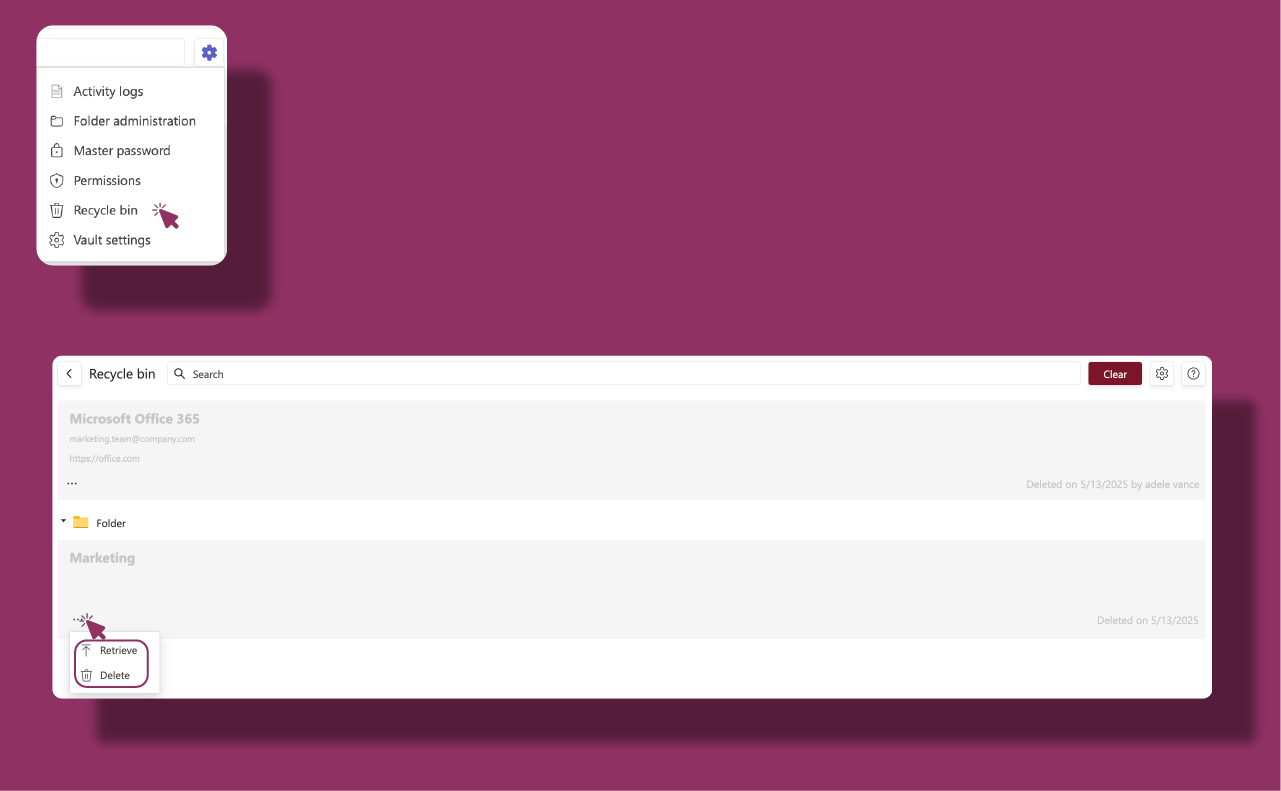 Activity logs
Folder administration
Master password
Permissions
Recycle bin
Vault settings
Recycle bin
Search
Clear
Microsoft Office 365
marketing.team@company.com
https://office.com
...
Deleted on 5/13/2025 by adele vance
Folder
Marketing
...
Deleted on 5/13/2025
Retrieve
Delete